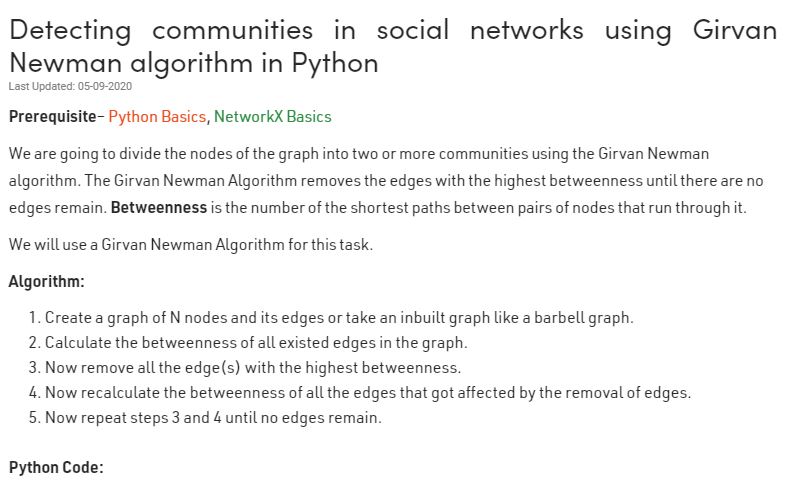 Detecting communities in social networks using Girvan
Newman algorithm in Python
Last Updated: 05-09-2020
Prerequisite– Python Basics, NetworkX Basics
We are going to divide the nodes of the graph into two or more communities using the Girvan Newman
algorithm. The Girvan Newman Algorithm removes the edges with the highest betweenness until there are no
edges remain. Betweenness is the number of the shortest paths between pairs of nodes that run through it.
We will use a Girvan Newman Algorithm for this task.
Algorithm:
1. Create a graph of N nodes and its edges or take an inbuilt graph like a barbell graph.
2. Calculate the betweenness of all existed edges in the graph.
3. Now remove all the edge(s) with the highest betweenness.
4. Now recalculate the betweenness of all the edges that got affected by the removal of edges.
5. Now repeat steps 3 and 4 until no edges remain.
Python Code: